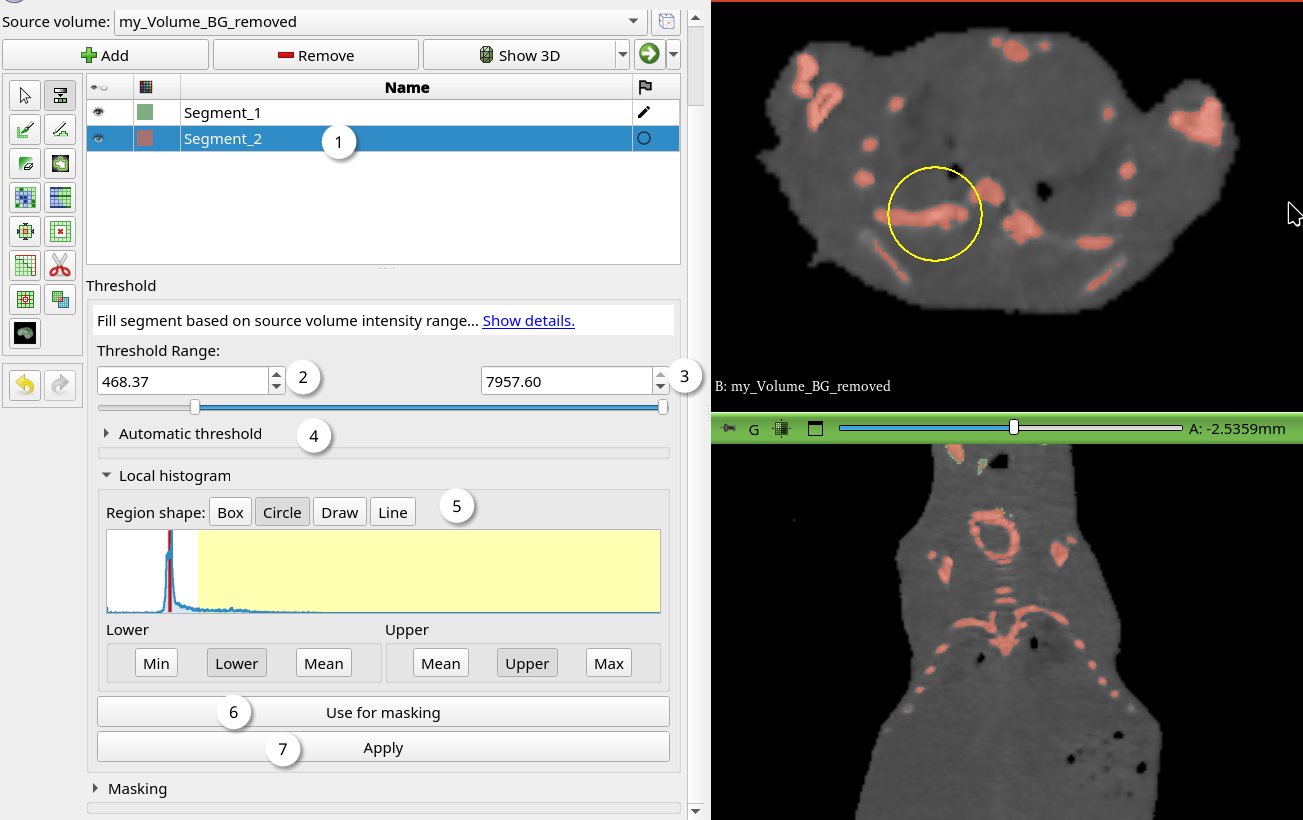 Source volume: my_Volume_BG_removed
Add Remove Show 3D
Name
Segment_1
Segment_2 1
Threshold
Fill segment based on source volume intensity range... Show details.
Threshold Range:
468.37 2 7957.60 3
Automatic threshold 4
Local histogram
Region shape: Box Circle Draw Line 5
Lower Upper
Min Lower Mean Mean Upper Max
6 Use for masking
7 Apply
Masking
B: my_Volume_BG_removed
G A: -2.5359mm